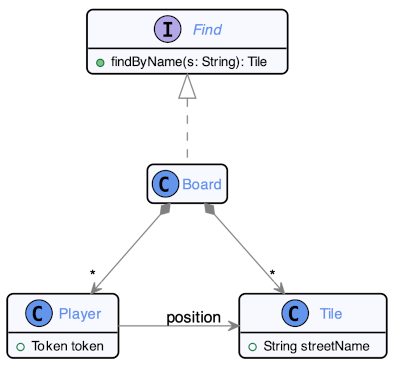 I Find
findByName(s: String): Tile
C Board
* *
C Player
Token token
position
C Tile
String streetName